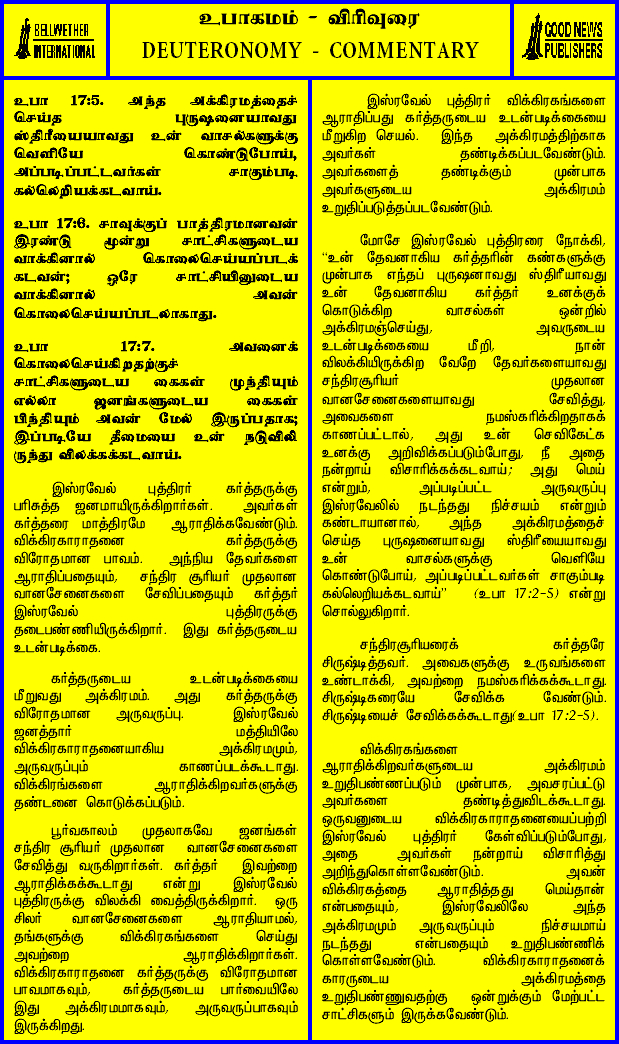 BELLWETHER
INTERNATIONAL
உபாகமம் - விரிவுரை
DEUTERONOMY - COMMENTARY
GOOD NEWS
PUBLISHERS
உபா 17:5. அந்த அக்கிரமத்தைச்
செய்த புருஷனையாவது
ஸ்திரீயையாவது உன் வாசல்களுக்கு
வெளியே கொண்டுபோய்,
அப்படிப்பட்டவர்கள் சாகும்படி
கல்லெறியக்கடவாய்.
உபா 17:6. சாவுக்குப் பாத்திரமானவன்
இரண்டு மூன்று சாட்சிகளுடைய
வாக்கினால் கொலைசெய்யப்படக்
கடவன்; ஒரே சாட்சியினுடைய
வாக்கினால் அவன்
கொலைசெய்யப்படலாகாது.
உபா 17:7. அவனைக்
கொலைசெய்கிறதற்குச்
சாட்சிகளுடைய கைகள் முந்தியும்
எல்லா ஜனங்களுடைய கைகள்
பிந்தியும் அவன் மேல் இருப்பதாக;
இப்படியே தீமையை உன் நடுவிலி
ருந்து விலக்கக்கடவாய்.
இஸ்ரவேல் புத்திரர் கர்த்தருக்கு
பரிசுத்த ஜனமாயிருக்கிறார்கள். அவர்கள்
கர்த்தரை மாத்திரமே ஆராதிக்கவேண்டும்.
விக்கிரகாராதனை கர்த்தருக்கு
விரோதமான பாவம். அந்நிய தேவர்களை
ஆராதிப்பதையும், சந்திர சூரியர் முதலான
வானசேனைகளை சேவிப்பதையும் கர்த்தர்
இஸ்ரவேல் புத்திரருக்கு
தடைபண்ணியிருக்கிறார். இது கர்த்தருடைய
உடன்படிக்கை.
கர்த்தருடைய உடன்படிக்கையை
மீறுவது அக்கிரமம். அது கர்த்தருக்கு
விரோதமான அருவருப்பு. இஸ்ரவேல்
ஜனத்தார் மத்தியிலே
விக்கிரகாராதனையாகிய அக்கிரமமும்,
அருவருப்பும் காணப்படக்கூடாது.
விக்கிரகங்களை ஆராதிக்கிறவர்களுக்கு
தண்டனை கொடுக்கப்படும்.
பூர்வகாலம் முதலாகவே ஜனங்கள்
சந்திர சூரியர் முதலான வானசேனைகளை
சேவித்து வருகிறார்கள். கர்த்தர் இவற்றை
ஆராதிக்கக்கூடாது என்று இஸ்ரவேல்
புத்திரருக்கு விலக்கி வைத்திருக்கிறார். ஒரு
சிலர் வானசேனைகளை ஆராதியாமல்,
தங்களுக்கு விக்கிரகங்களை செய்து
அவற்றை ஆராதிக்கிறார்கள்.
விக்கிரகாராதனை கர்த்தருக்கு விரோதமான
பாவமாகவும், கர்த்தருடைய பார்வையிலே
இது அக்கிரமமாகவும், அருவருப்பாகவும்
இருக்கிறது.
இஸ்ரவேல் புத்திரர் விக்கிரகங்களை
ஆராதிப்பது கர்த்தருடைய உடன்படிக்கையை
மீறுகிற செயல். இந்த அக்கிரமத்திற்காக
அவர்கள் தண்டிக்கப்படவேண்டும்.
அவர்களைத் தண்டிக்கும் முன்பாக
அவர்களுடைய அக்கிரமம்
உறுதிப்படுத்தப்படவேண்டும்.
மோசே இஸ்ரவேல் புத்திரரை நோக்கி,
“உன் தேவனாகிய கர்த்தரின் கண்களுக்கு
முன்பாக எந்தப் புருஷனாவது ஸ்திரீயாவது
உன் தேவனாகிய கர்த்தர் உனக்குக்
கொடுக்கிற வாசல்கள் ஒன்றில்
அக்கிரமஞ்செய்து, அவருடைய
உடன்படிக்கையை மீறி, நான்
விலக்கியிருக்கிற வேறே தேவர்களையாவது
சந்திரசூரியர் முதலான
வானசேனைகளையாவது சேவித்து,
அவைகளை நமஸ்கரிக்கிறதாகக்
காணப்பட்டால், அது உன் செவிகேட்க
உனக்கு அறிவிக்கப்படும்போது, நீ அதை
நன்றாய் விசாரிக்கக்கடவாய்; அது மெய்
என்றும், அப்படிப்பட்ட அருவருப்பு
இஸ்ரவேலில் நடந்தது நிச்சயம் என்றும்
கண்டாயானால், அந்த அக்கிரமத்தைச்
செய்த புருஷனையாவது ஸ்திரீயையாவது
உன் வாசல்களுக்கு வெளியே
கொண்டுபோய், அப்படிப்பட்டவர்கள் சாகும்படி
கல்லெறியக்கடவாய்” (உபா 17:2-5) என்று
சொல்லுகிறார்.
சந்திரசூரியரைக் கர்த்தரே
சிருஷ்டித்தவர். அவைகளுக்கு உருவங்களை
உண்டாக்கி, அவற்றை நமஸ்கரிக்கக்கூடாது.
சிருஷ்டிகரையே சேவிக்க வேண்டும்.
சிருஷ்டியைச் சேவிக்கக்கூடாது(உபா 17:2-5).
விக்கிரகங்களை
ஆராதிக்கிறவர்களுடைய அக்கிரமம்
உறுதிபண்ணப்படும் முன்பாக, அவசரப்பட்டு
அவர்களை தண்டித்துவிடக்கூடாது.
ஒருவனுடைய விக்கிரகாராதனையைப்பற்றி
இஸ்ரவேல் புத்திரர் கேள்விப்படும்போது,
அதை அவர்கள் நன்றாய் விசாரித்து
அறிந்துகொள்ளவேண்டும். அவன்
விக்கிரகத்தை ஆராதித்தது மெய்தான்
என்பதையும், இஸ்ரவேலிலே அந்த
அக்கிரமமும் அருவருப்பும் நிச்சயமாய்
நடந்தது என்பதையும் உறுதிபண்ணிக்
கொள்ளவேண்டும். விக்கிரகாராதனைக்
காரருடைய அக்கிரமத்தை
உறுதிபண்ணுவதற்கு ஒன்றுக்கும் மேற்பட்ட
சாட்சிகளும் இருக்கவேண்டும்.